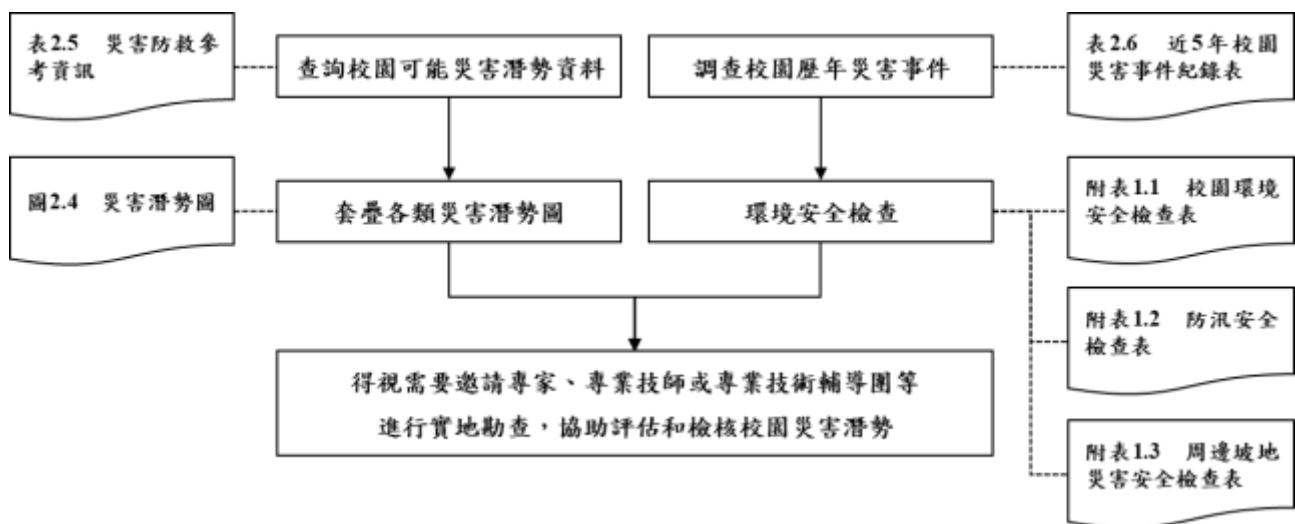 表2.5 災害防救參
考資訊
查詢校園可能災害潛勢資料
調查校園歷年災害事件
表2.6 近5年校園
災害事件紀錄表
圖2.4 災害潛勢圖
套疊各類災害潛勢圖
環境安全檢查
附表1.1 校園環境
安全檢查表
附表1.2 防汛安全
檢查表
得視需要邀請專家、專業技師或專業技術輔導團等
進行實地勘查，協助評估和檢核校園災害潛勢
附表1.3 周邊坡地
災害安全檢查表